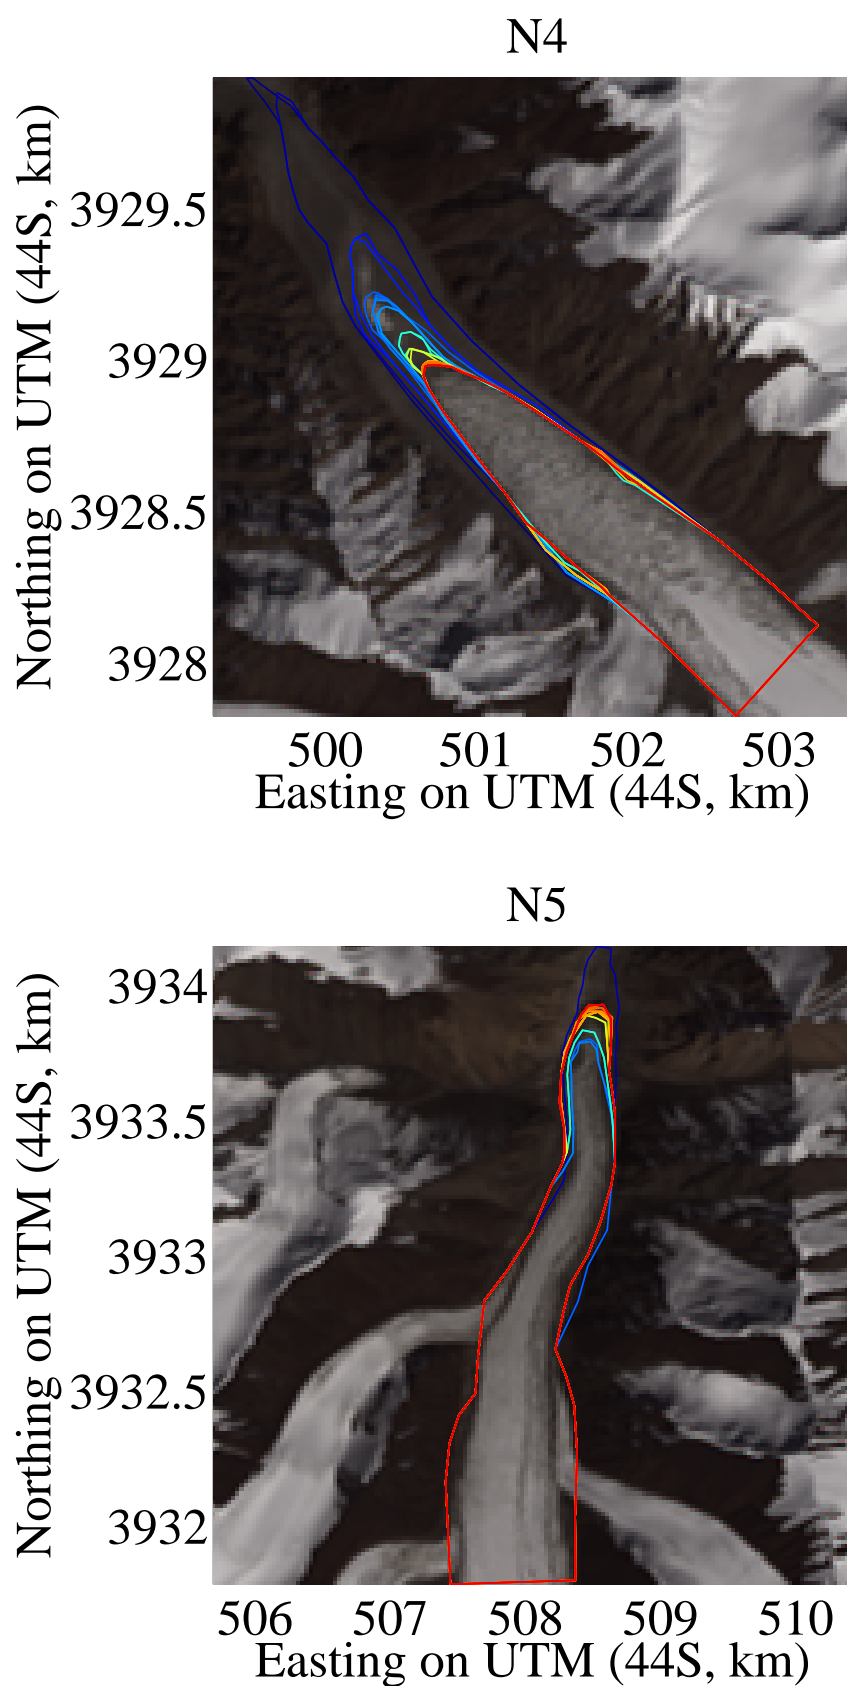 N4
Northing on UTM (44S, km)
3929.5
3929
3928.5
3928
500 501 502 503
Easting on UTM (44S, km)
N5
Northing on UTM (44S, km)
3934
3933.5
3933
3932.5
3932
506 507 508 509 510
Easting on UTM (44S, km)